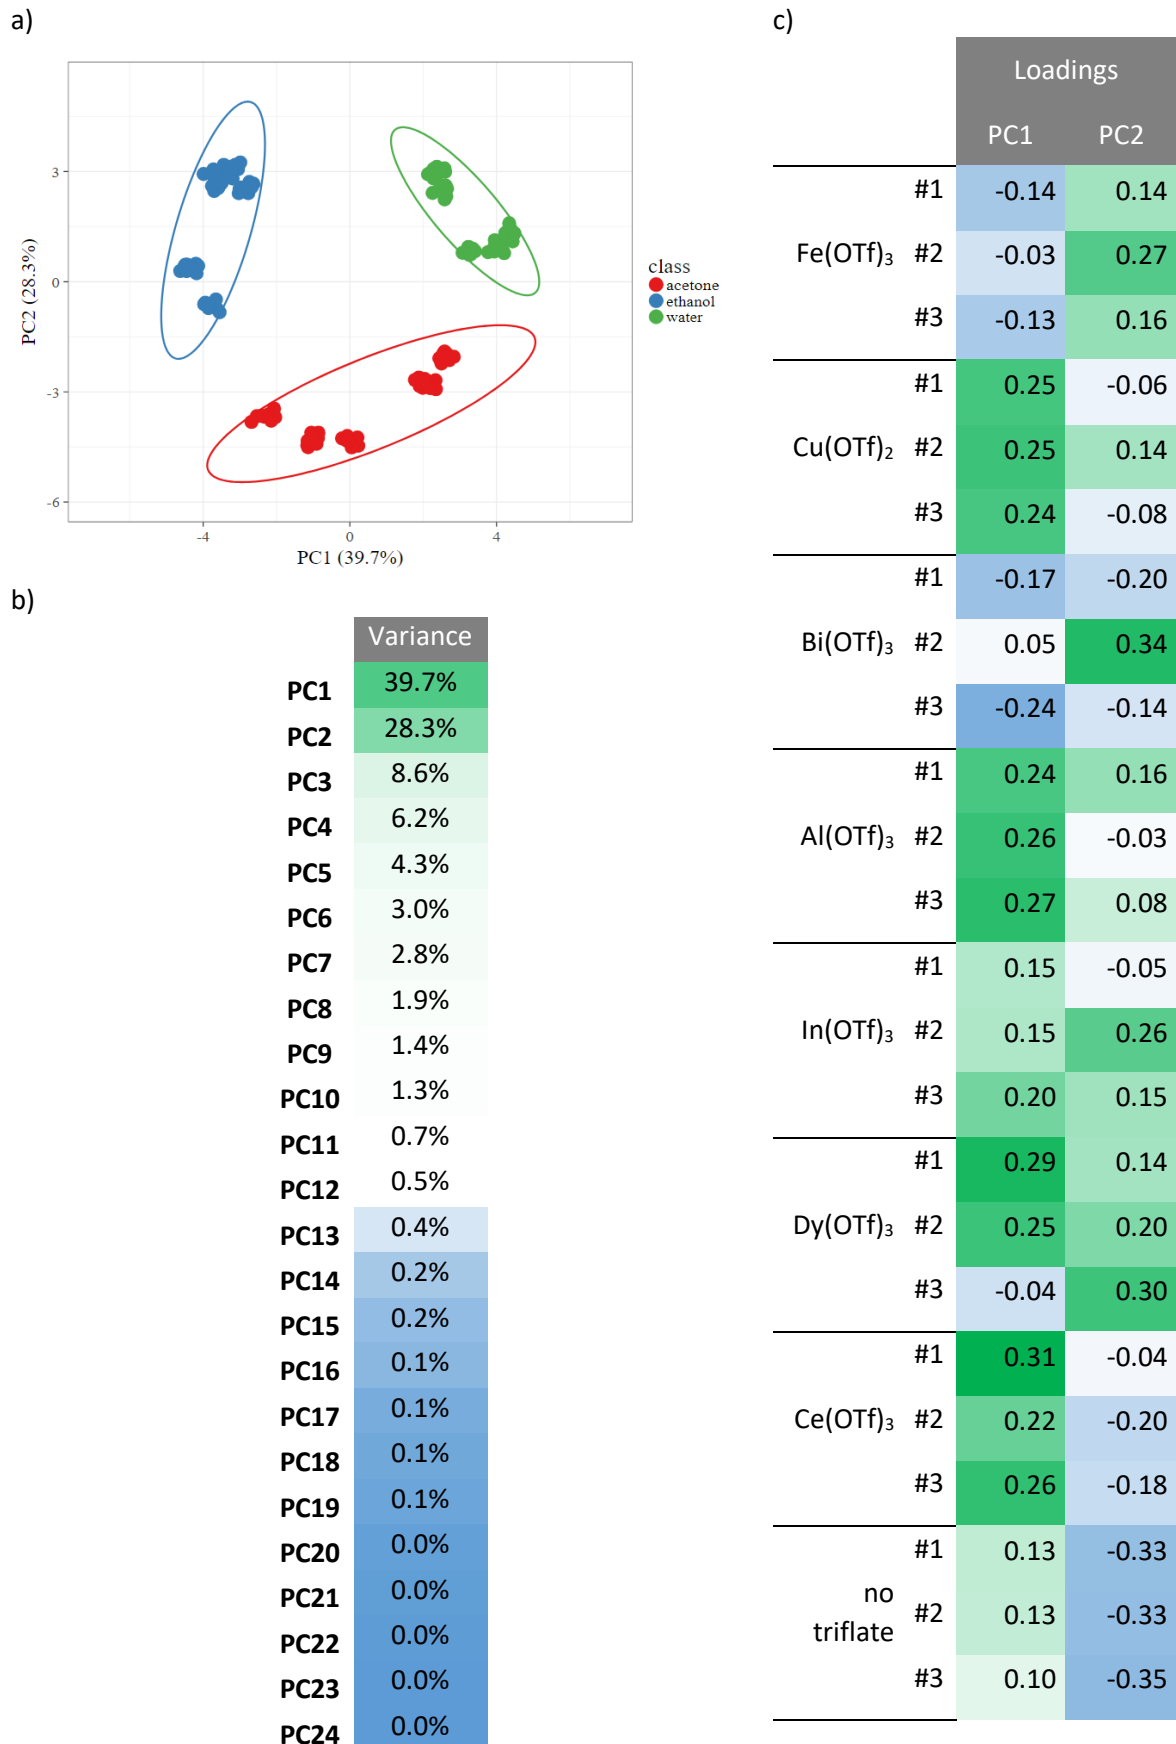 a)
3
0
-3
-6
PC2 (28.3%)
-4
0
4
PC1 (39.7%)
class
acetone
ethanol
water
b)
Variance
PC1 39.7%
PC2 28.3%
PC3 8.6%
PC4 6.2%
PC5 4.3%
PC6 3.0%
PC7 2.8%
PC8 1.9%
PC9 1.4%
PC10 1.3%
PC11 0.7%
PC12 0.5%
PC13 0.4%
PC14 0.2%
PC15 0.2%
PC16 0.1%
PC17 0.1%
PC18 0.1%
PC19 0.1%
PC20 0.0%
PC21 0.0%
PC22 0.0%
PC23 0.0%
PC24 0.0%
c)
Loadings
PC1 PC2
#1 -0.14 0.14
Fe(OTf)₃ #2 -0.03 0.27
#3 -0.13 0.16
#1 0.25 -0.06
Cu(OTf)₂ #2 0.25 0.14
#3 0.24 -0.08
#1 -0.17 -0.20
Bi(OTf)₃ #2 0.05 0.34
#3 -0.24 -0.14
#1 0.24 0.16
Al(OTf)₃ #2 0.26 -0.03
#3 0.27 0.08
#1 0.15 -0.05
In(OTf)₃ #2 0.15 0.26
#3 0.20 0.15
#1 0.29 0.14
Dy(OTf)₃ #2 0.25 0.20
#3 -0.04 0.30
#1 0.31 -0.04
Ce(OTf)₃ #2 0.22 -0.20
#3 0.26 -0.18
#1 0.13 -0.33
no
triflate #2 0.13 -0.33
#3 0.10 -0.35